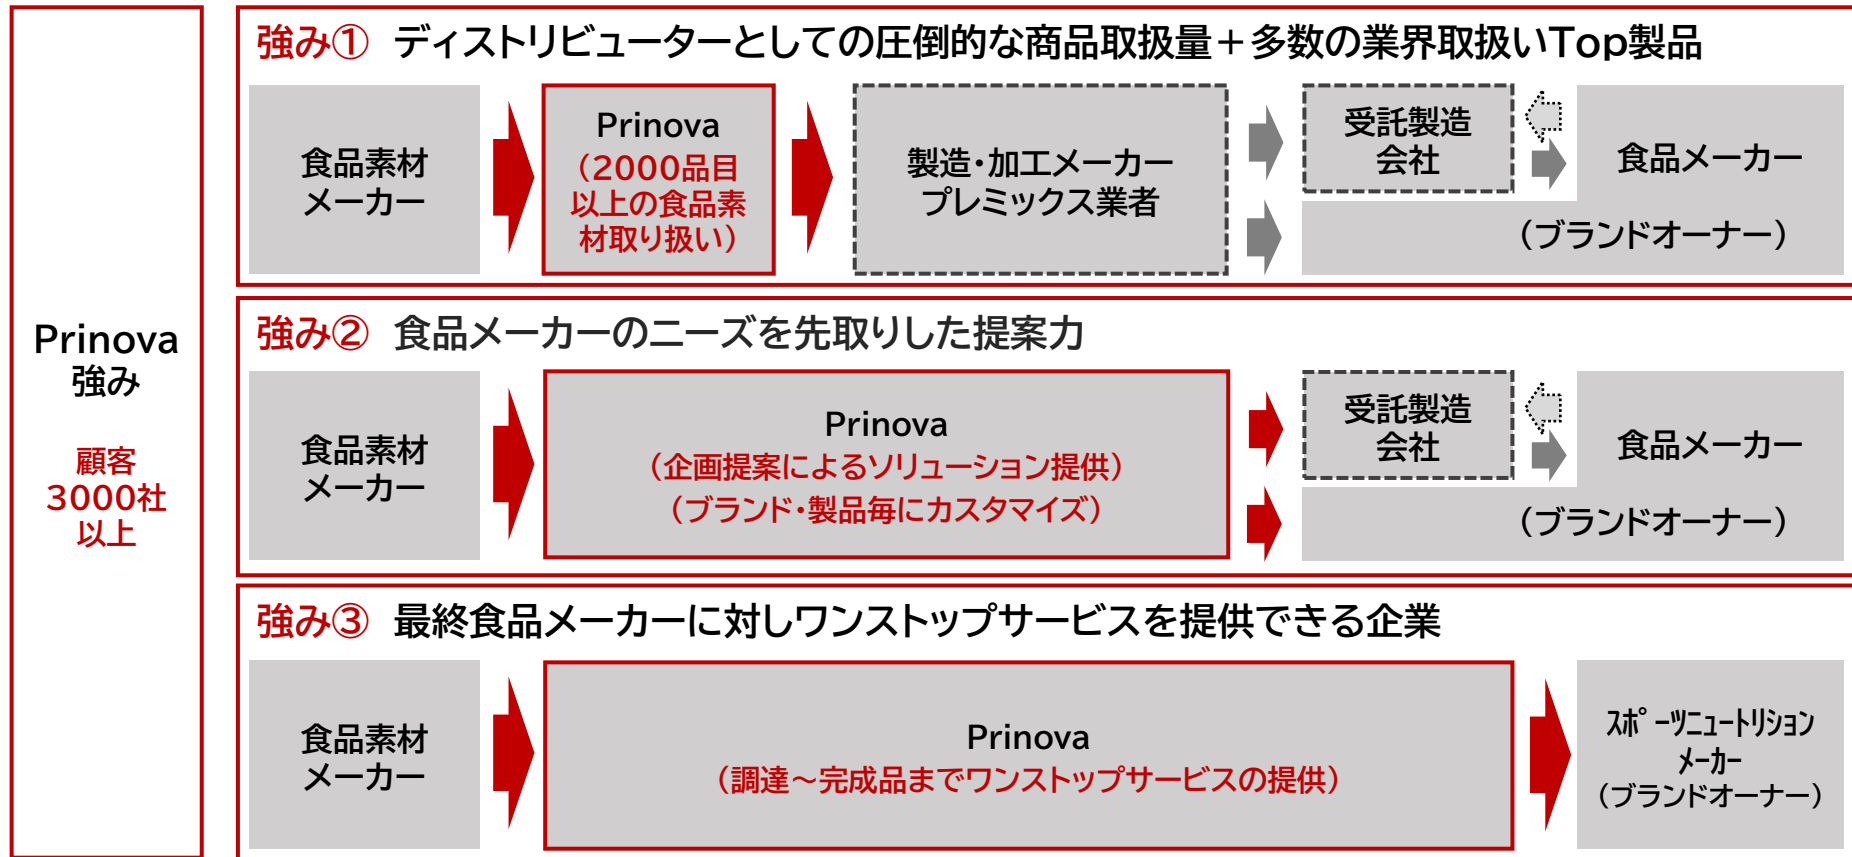 Prinova
強み
顧客
3000社
以上
強み① ディストリビューターとしての圧倒的な商品取扱量＋多数の業界取扱いTop製品
食品素材
メーカー
Prinova
（2000品目
以上の食品素
材取り扱い）
製造・加工メーカー
プレミックス業者
受託製造
会社
食品メーカー
（ブランドオーナー）
強み② 食品メーカーのニーズを先取りした提案力
食品素材
メーカー
Prinova
（企画提案によるソリューション提供）
（ブランド・製品毎にカスタマイズ）
受託製造
会社
食品メーカー
（ブランドオーナー）
強み③ 最終食品メーカーに対しワンストップサービスを提供できる企業
食品素材
メーカー
Prinova
（調達～完成品までワンストップサービスの提供）
ｽﾎﾟｰﾂﾆｭｰﾄﾘｼｮﾝ
ﾒｰｶｰ
（ブランドオーナー）